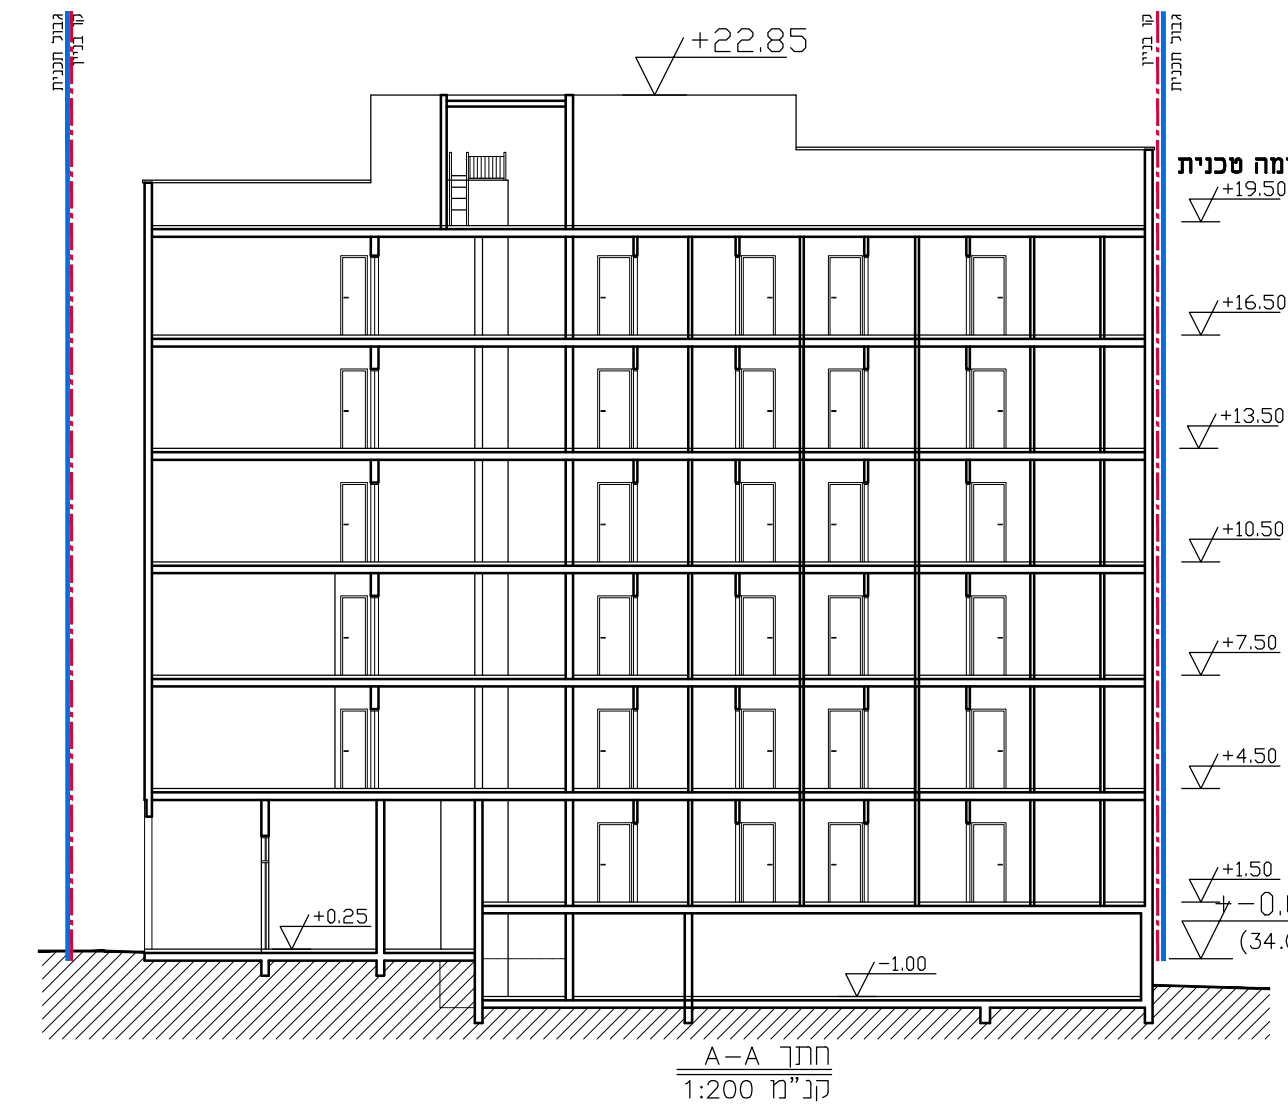 גבול תכנית
קו בניין
+22.85
קו בניין
גבול תכנית
טכנית
+19.50
+16.50
+13.50
+10.50
+7.50
+4.50
+1.50
+0.25
-1.00
חתך A-A
קנ"מ 1:200